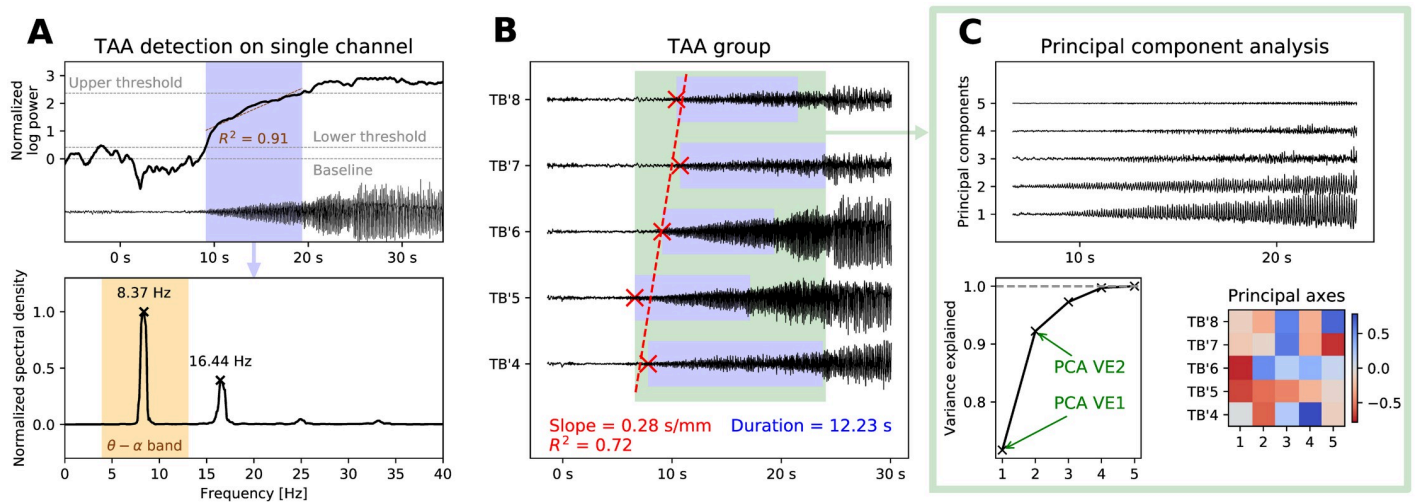 A
TAA detection on single channel
Normalized
log power
3
2
1
0
Upper threshold
Lower threshold
R² = 0.91
Baseline
0 s
10 s
20 s
30 s
Normalized spectral density
1.0
0.5
0.0
8.37 Hz
16.44 Hz
θ − α band
0
5
10
15
20
25
30
35
40
Frequency [Hz]
B
TAA group
TB'8
TB'7
TB'6
TB'5
TB'4
Slope = 0.28 s/mm
Duration = 12.23 s
R² = 0.72
0 s
10 s
20 s
30 s
C
Principal component analysis
Principal components
5
4
3
2
1
10 s
20 s
Variance explained
1.0
0.9
0.8
PCA VE2
PCA VE1
1
2
3
4
5
Principal axes
TB'8
TB'7
TB'6
TB'5
TB'4
1
2
3
4
5
0.5
0.0
−0.5